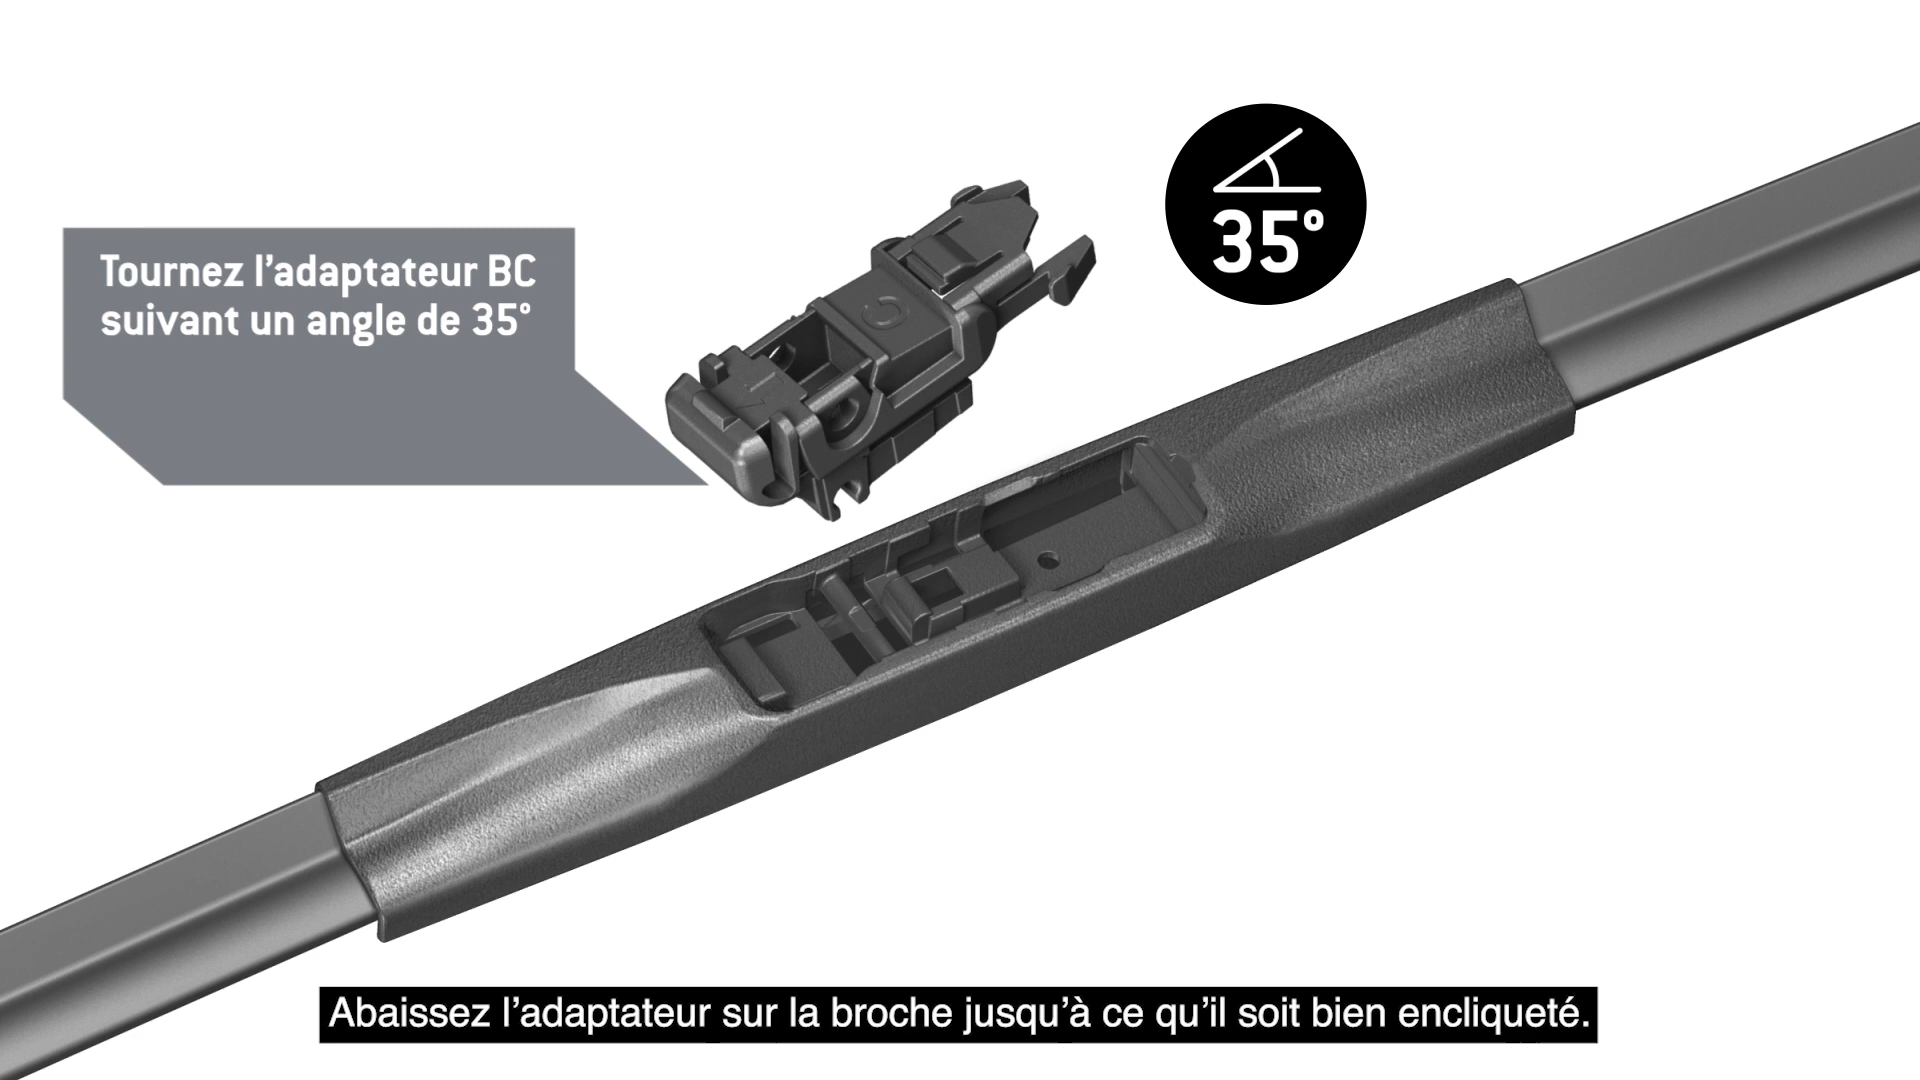 Tournez l’adaptateur BC
suivant un angle de 35°
35°
C
Abaissez l’adaptateur sur la broche jusqu’à ce qu’il soit bien encliqueté.